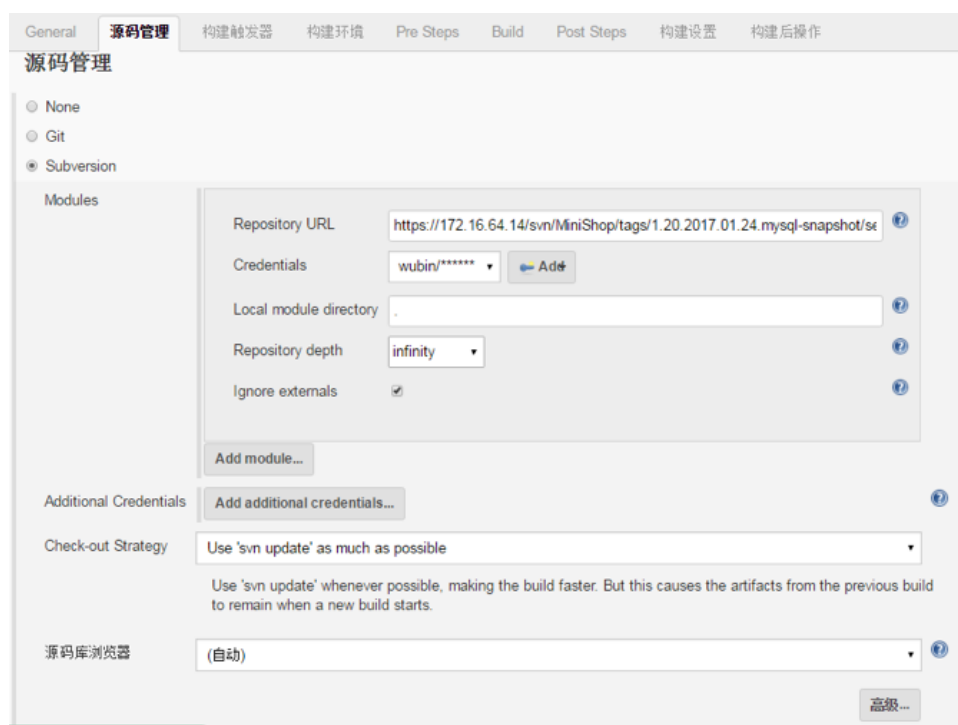 General 源码管理 构建触发器 构建环境 Pre Steps Build Post Steps 构建设置 构建后操作
源码管理
None
Git
Subversion
Modules
Repository URL https://172.16.64.14/svn/MiniShop/tags/1.20.2017.01.24.mysql-snapshot/se
Credentials wubin/****** Add
Local module directory .
Repository depth infinity
Ignore externals
Add module...
Additional Credentials Add additional credentials...
Check-out Strategy Use 'svn update' as much as possible
Use 'svn update' whenever possible, making the build faster. But this causes the artifacts from the previous build
to remain when a new build starts.
源码库浏览器 (自动)
高级...